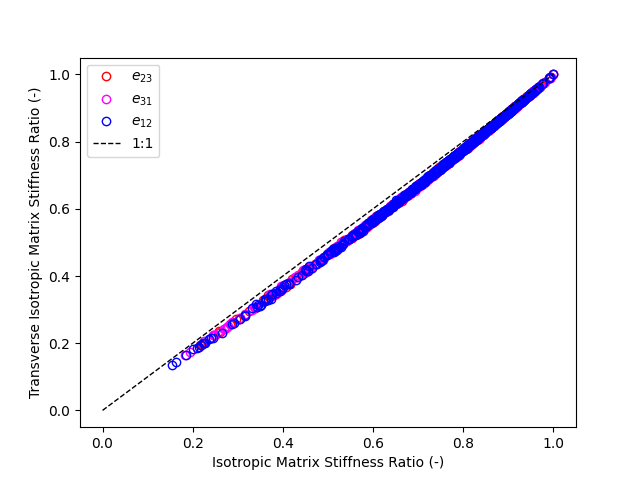 e23
e31
e12
1:1
Transverse Isotropic Matrix Stiffness Ratio (-)
1.0
0.8
0.6
0.4
0.2
0.0
0.0 0.2 0.4 0.6 0.8 1.0
Isotropic Matrix Stiffness Ratio (-)